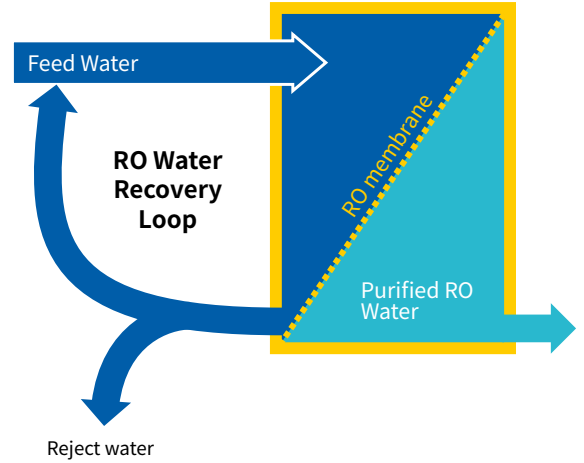 Feed Water
RO Water
Recovery
Loop
RO membrane
Purified RO
Water
Reject water